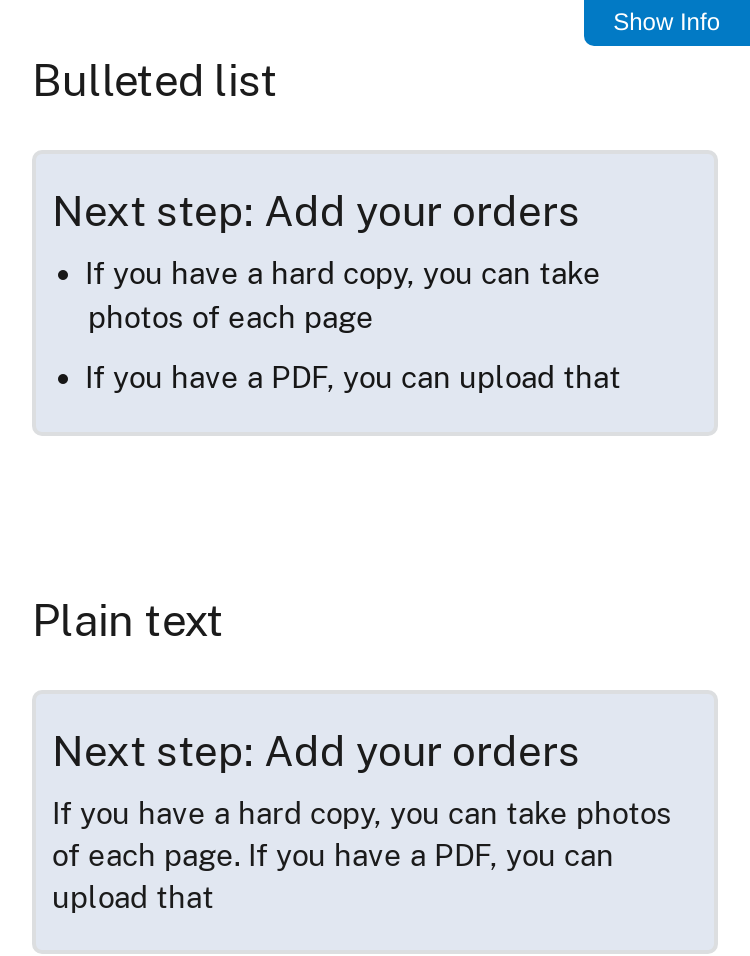 Show Info
Bulleted list
Next step: Add your orders
• If you have a hard copy, you can take
photos of each page
• If you have a PDF, you can upload that
Plain text
Next step: Add your orders
If you have a hard copy, you can take photos
of each page. If you have a PDF, you can
upload that